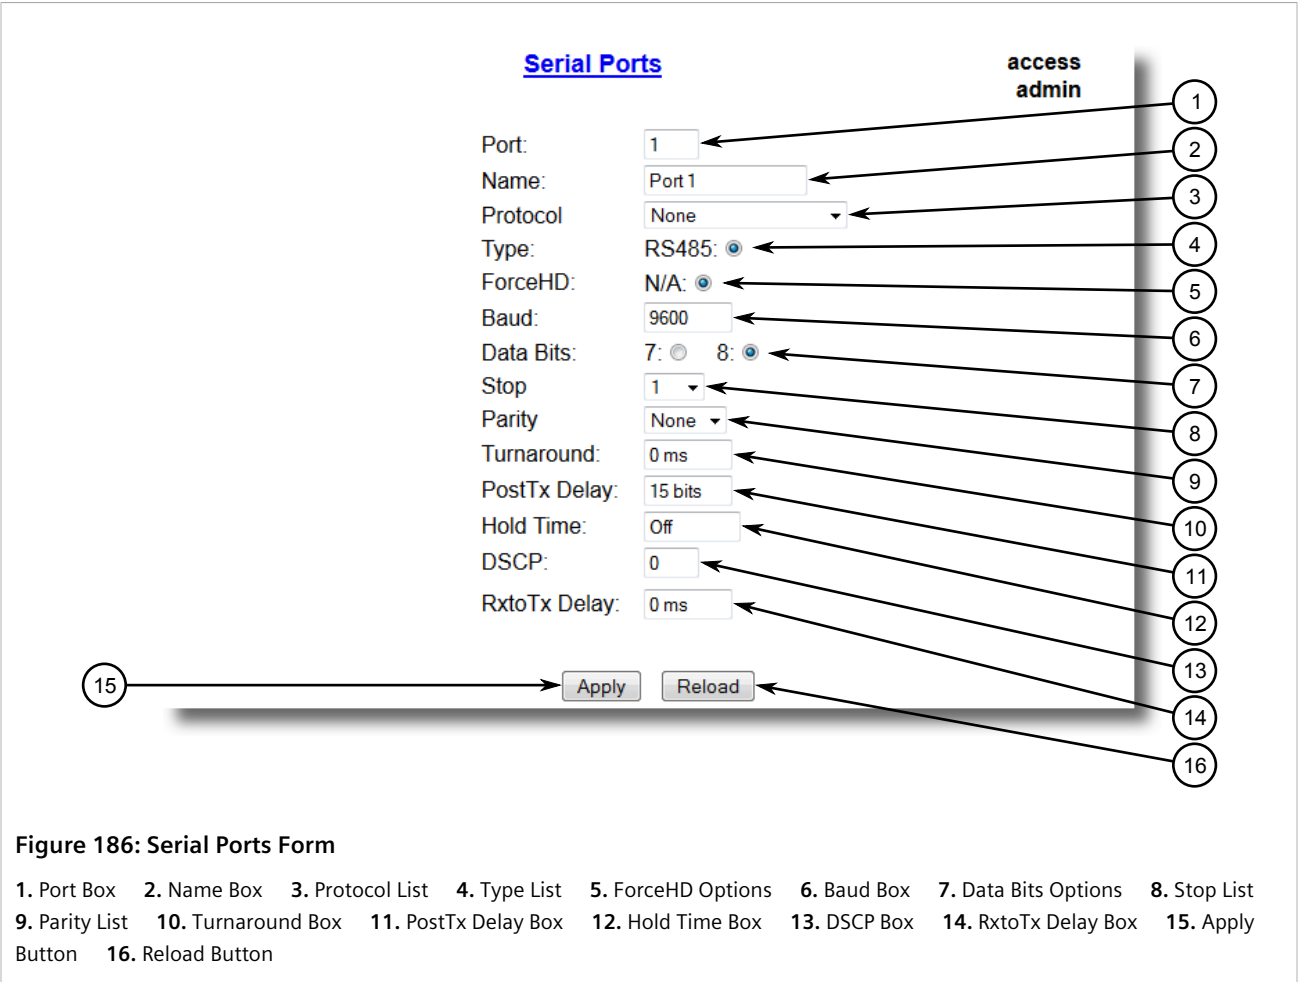 Serial Ports
access
admin
1
Port: 1
2
Name: Port 1
3
Protocol None
4
Type: RS485:
5
ForceHD: N/A:
6
Baud: 9600
7
Data Bits: 7: 8:
8
Stop 1
9
Parity None
10
Turnaround: 0 ms
11
PostTx Delay: 15 bits
12
Hold Time: Off
13
DSCP: 0
14
RxtoTx Delay: 0 ms
15
Apply Reload
16
Figure 186: Serial Ports Form
1. Port Box 2. Name Box 3. Protocol List 4. Type List 5. ForceHD Options 6. Baud Box 7. Data Bits Options 8. Stop List
9. Parity List 10. Turnaround Box 11. PostTx Delay Box 12. Hold Time Box 13. DSCP Box 14. RxtoTx Delay Box 15. Apply
Button 16. Reload Button